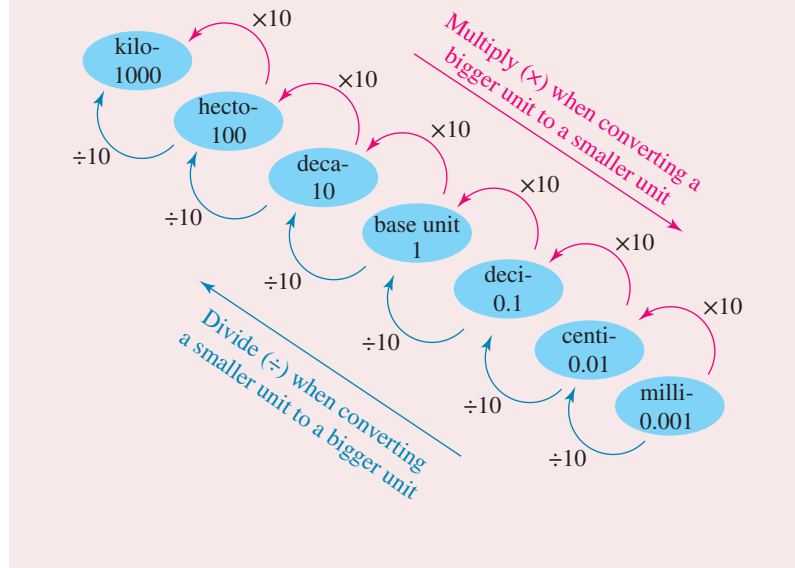 kilo-
1000
×10
hecto-
100
×10
÷10
deca-
10
×10
÷10
base unit
1
×10
÷10
deci-
0.1
×10
÷10
centi-
0.01
×10
÷10
milli-
0.001
÷10
Multiply (×) when converting a
bigger unit to a smaller unit
Divide (÷) when converting
a smaller unit to a bigger unit